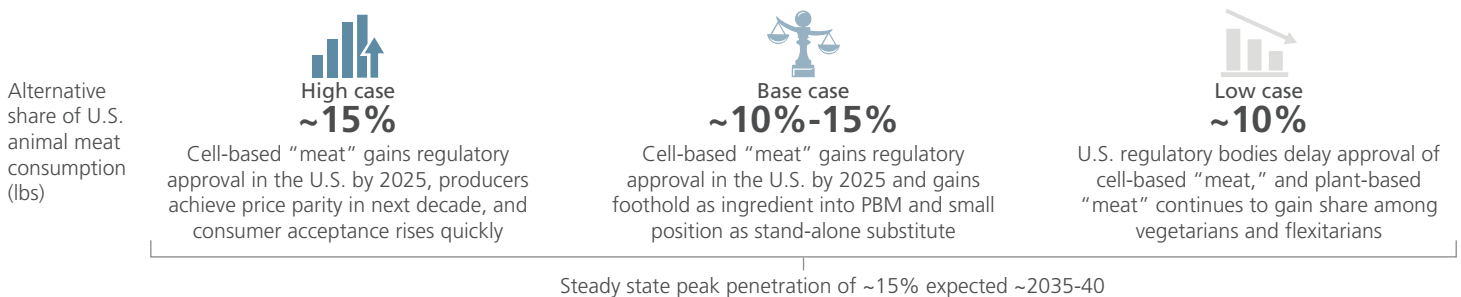 Alternative
share of U.S.
animal meat
consumption
(lbs)
High case
~15%
Cell-based “meat” gains regulatory
approval in the U.S. by 2025, producers
achieve price parity in next decade, and
consumer acceptance rises quickly
Base case
~10%-15%
Cell-based “meat” gains regulatory
approval in the U.S. by 2025 and gains
foothold as ingredient into PBM and small
position as stand-alone substitute
Low case
~10%
U.S. regulatory bodies delay approval of
cell-based “meat,” and plant-based
“meat” continues to gain share among
vegetarians and flexitarians
Steady state peak penetration of ~15% expected ~2035-40